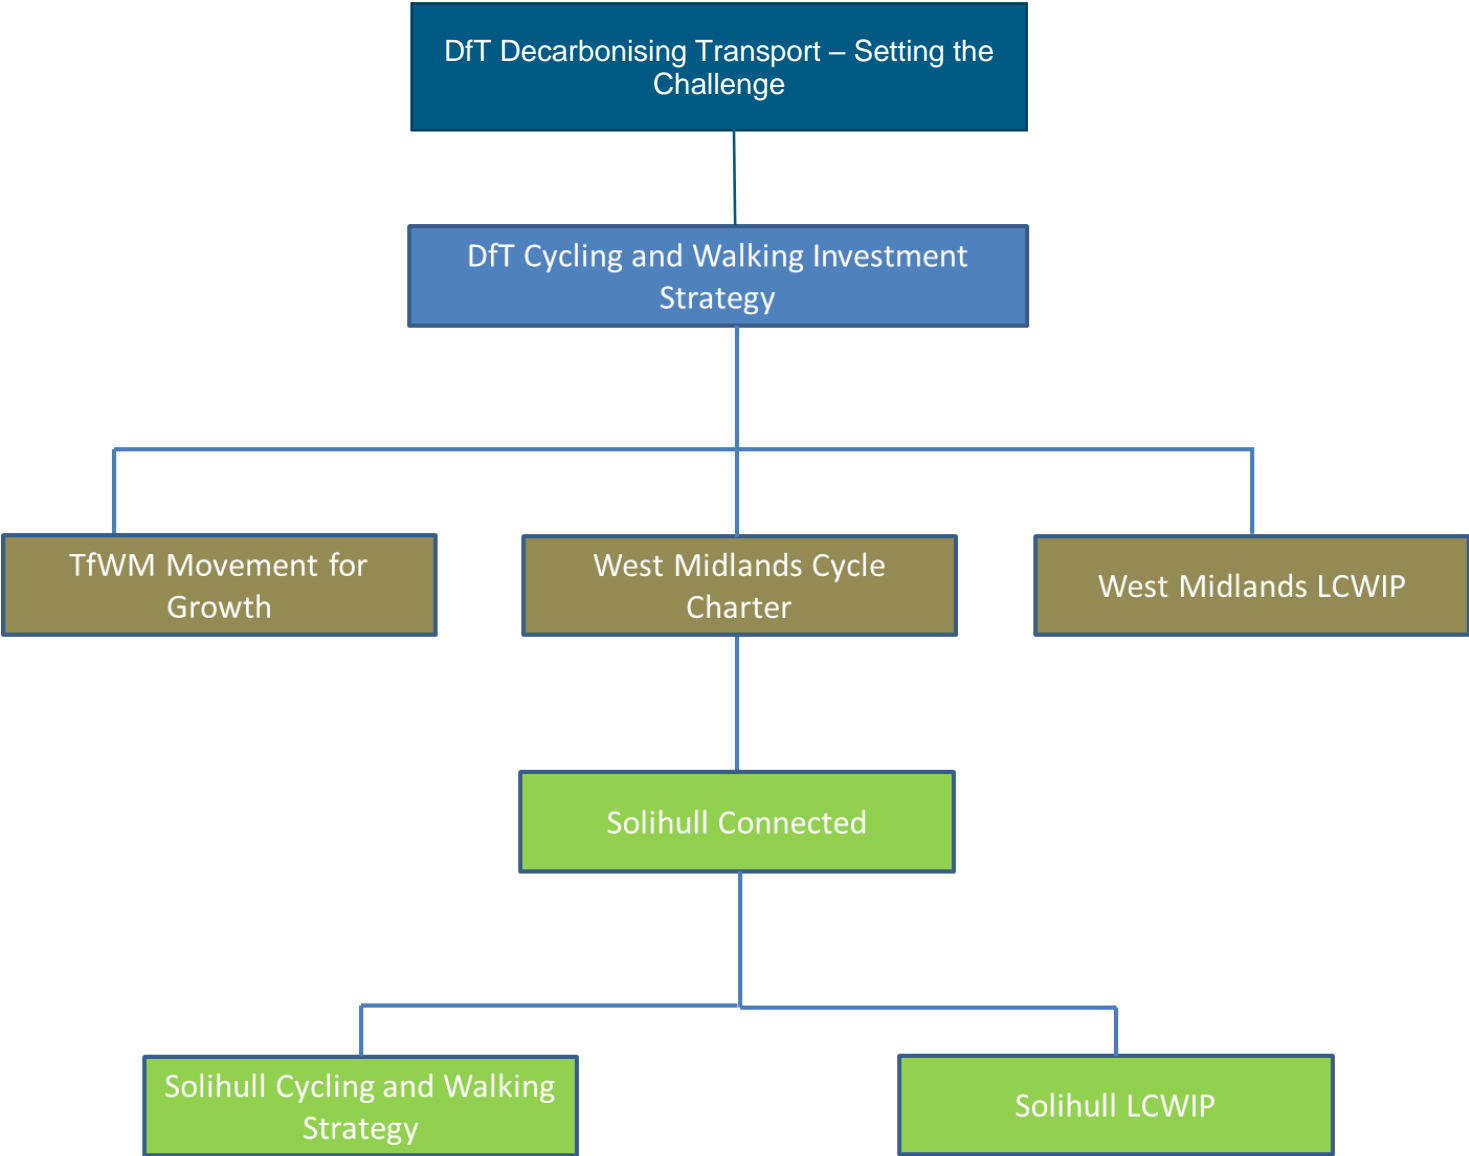 DfT Decarbonising Transport – Setting the
Challenge
DfT Cycling and Walking Investment
Strategy
TfWM Movement for
Growth
West Midlands Cycle
Charter
West Midlands LCWIP
Solihull Connected
Solihull Cycling and Walking
Strategy
Solihull LCWIP